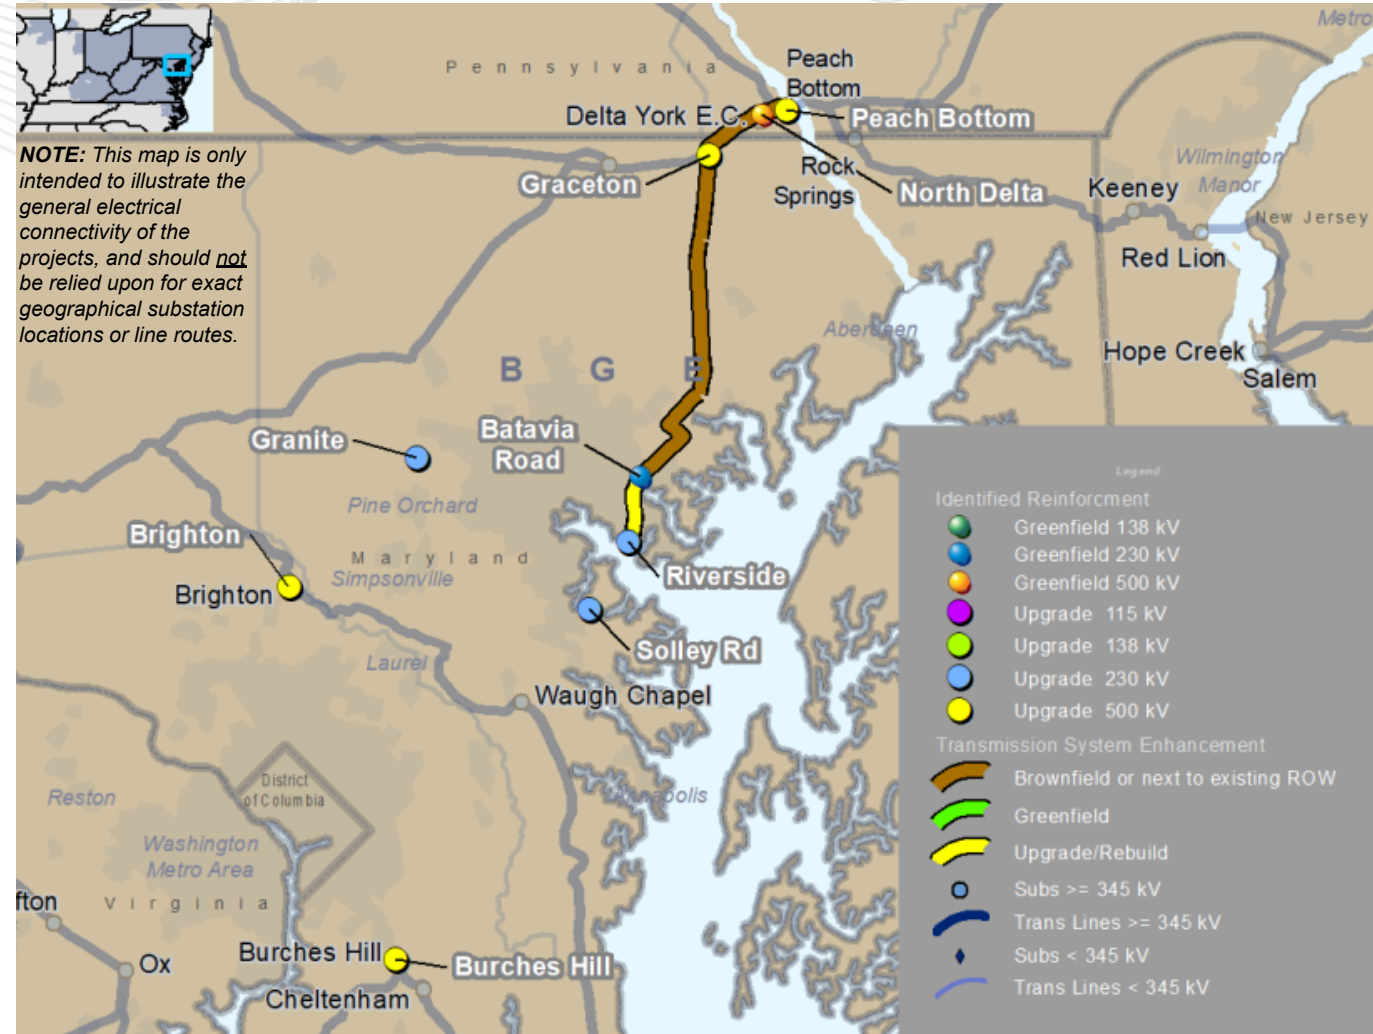 Metro
Pennsylvania
Peach
Bottom
Delta York E.C.
Peach Bottom
NOTE: This map is only
intended to illustrate the
general electrical
connectivity of the
projects, and should not
be relied upon for exact
geographical substation
locations or line routes.
Graceton
Rock
Springs
North Delta
Wilmington
Manor
Keeney
New Jersey
Red Lion
Aberdeen
Hope Creek
Salem
B G E
Granite
Batavia
Road
Pine Orchard
Brighton
Maryland
Simpsonville
Brighton
Riverside
Solley Rd
Laurel
Waugh Chapel
District
of Columbia
Reston
Annapolis
Washington
Metro Area
fton
Virginia
Ox
Burches Hill
Burches Hill
Cheltenham
Legend
Identified Reinforcment
Greenfield 138 kV
Greenfield 230 kV
Greenfield 500 kV
Upgrade 115 kV
Upgrade 138 kV
Upgrade 230 kV
Upgrade 500 kV
Transmission System Enhancement
Brownfield or next to existing ROW
Greenfield
Upgrade/Rebuild
Subs >= 345 kV
Trans Lines >= 345 kV
Subs < 345 kV
Trans Lines < 345 kV